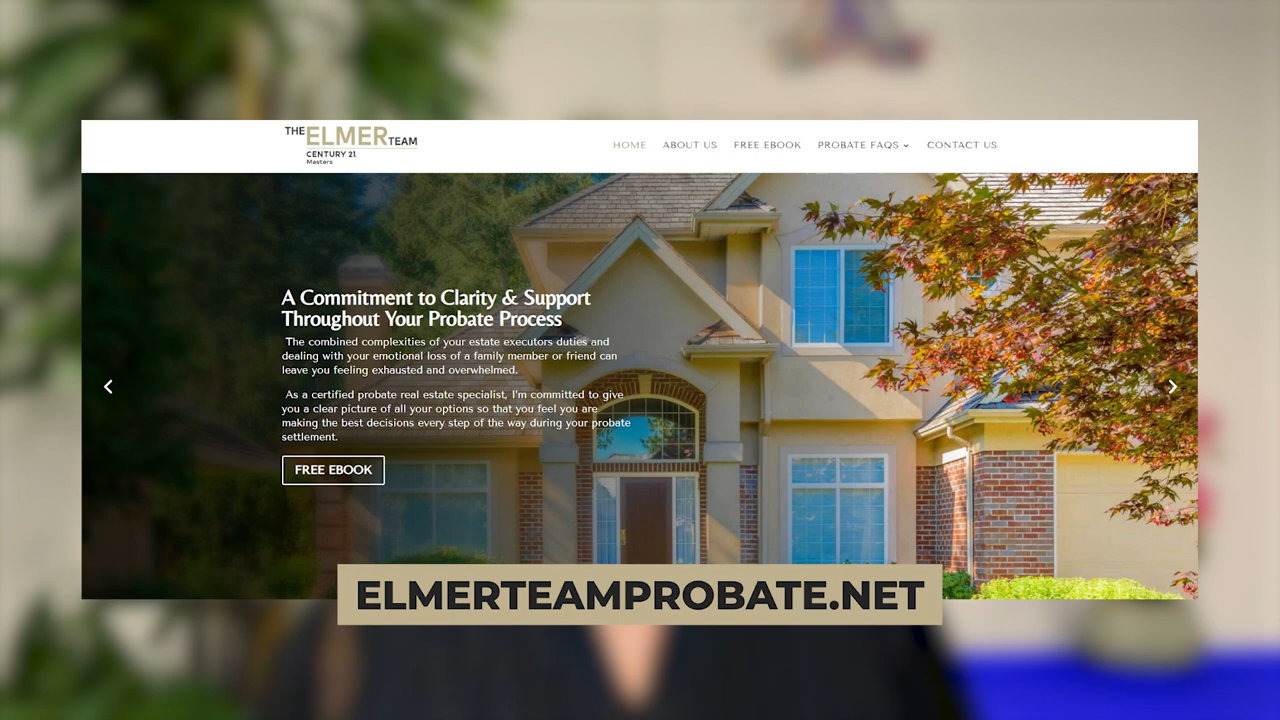 THE ELMER TEAM
CENTURY 21
Masters
HOME ABOUT US FREE EBOOK PROBATE FAQS CONTACT US
A Commitment to Clarity & Support
Throughout Your Probate Process
The combined complexities of your estate executors duties and
dealing with your emotional loss of a family member or friend can
leave you feeling exhausted and overwhelmed.
As a certified probate real estate specialist, I'm committed to give
you a clear picture of all your options so that you feel you are
making the best decisions every step of the way during your probate
settlement.
FREE EBOOK
ELMERTEAMPROBATE.NET